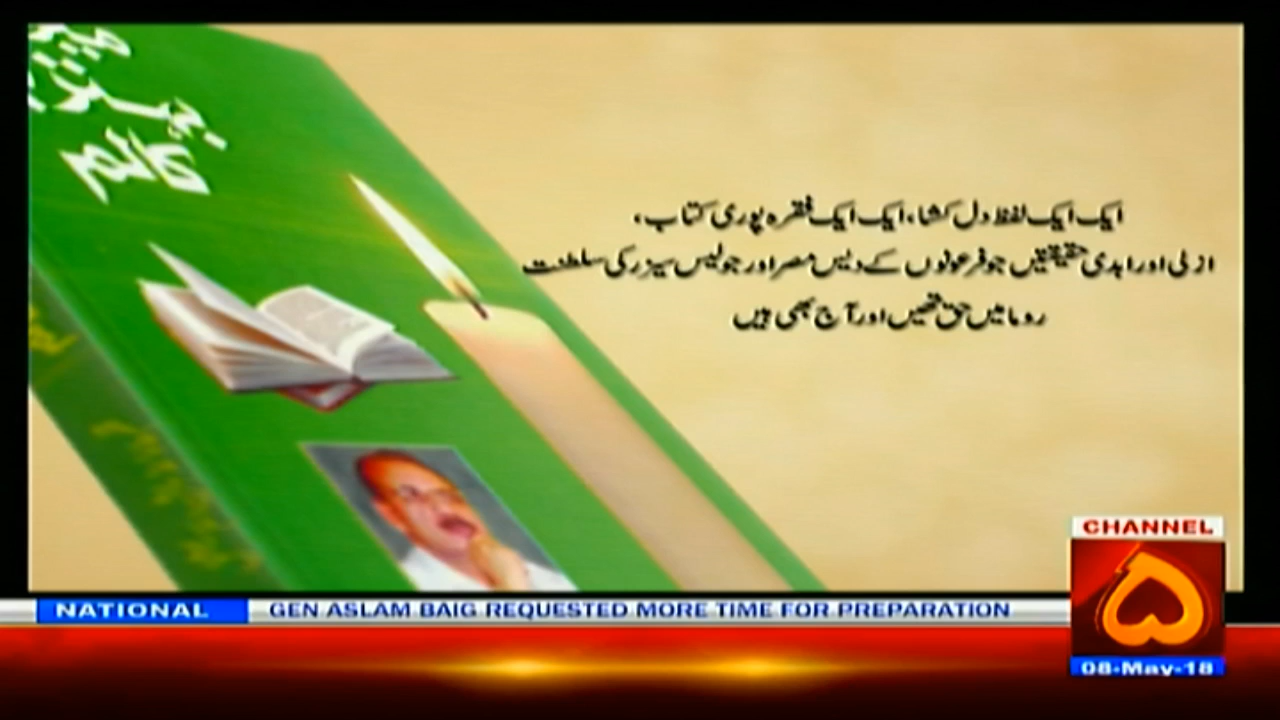 ایک ایک لفظ دل کشا، ایک ایک فقرہ پوری کتاب،
ازلی اور ابدی حقیقتیں جو فرعونوں کے دیس مصر اور جولیس سیزر کی سلطنت
روما میں حق تھیں اور آج بھی ہیں
CHANNEL
۵
NATIONAL GEN ASLAM BAIG REQUESTED MORE TIME FOR PREPARATION
08-May-18